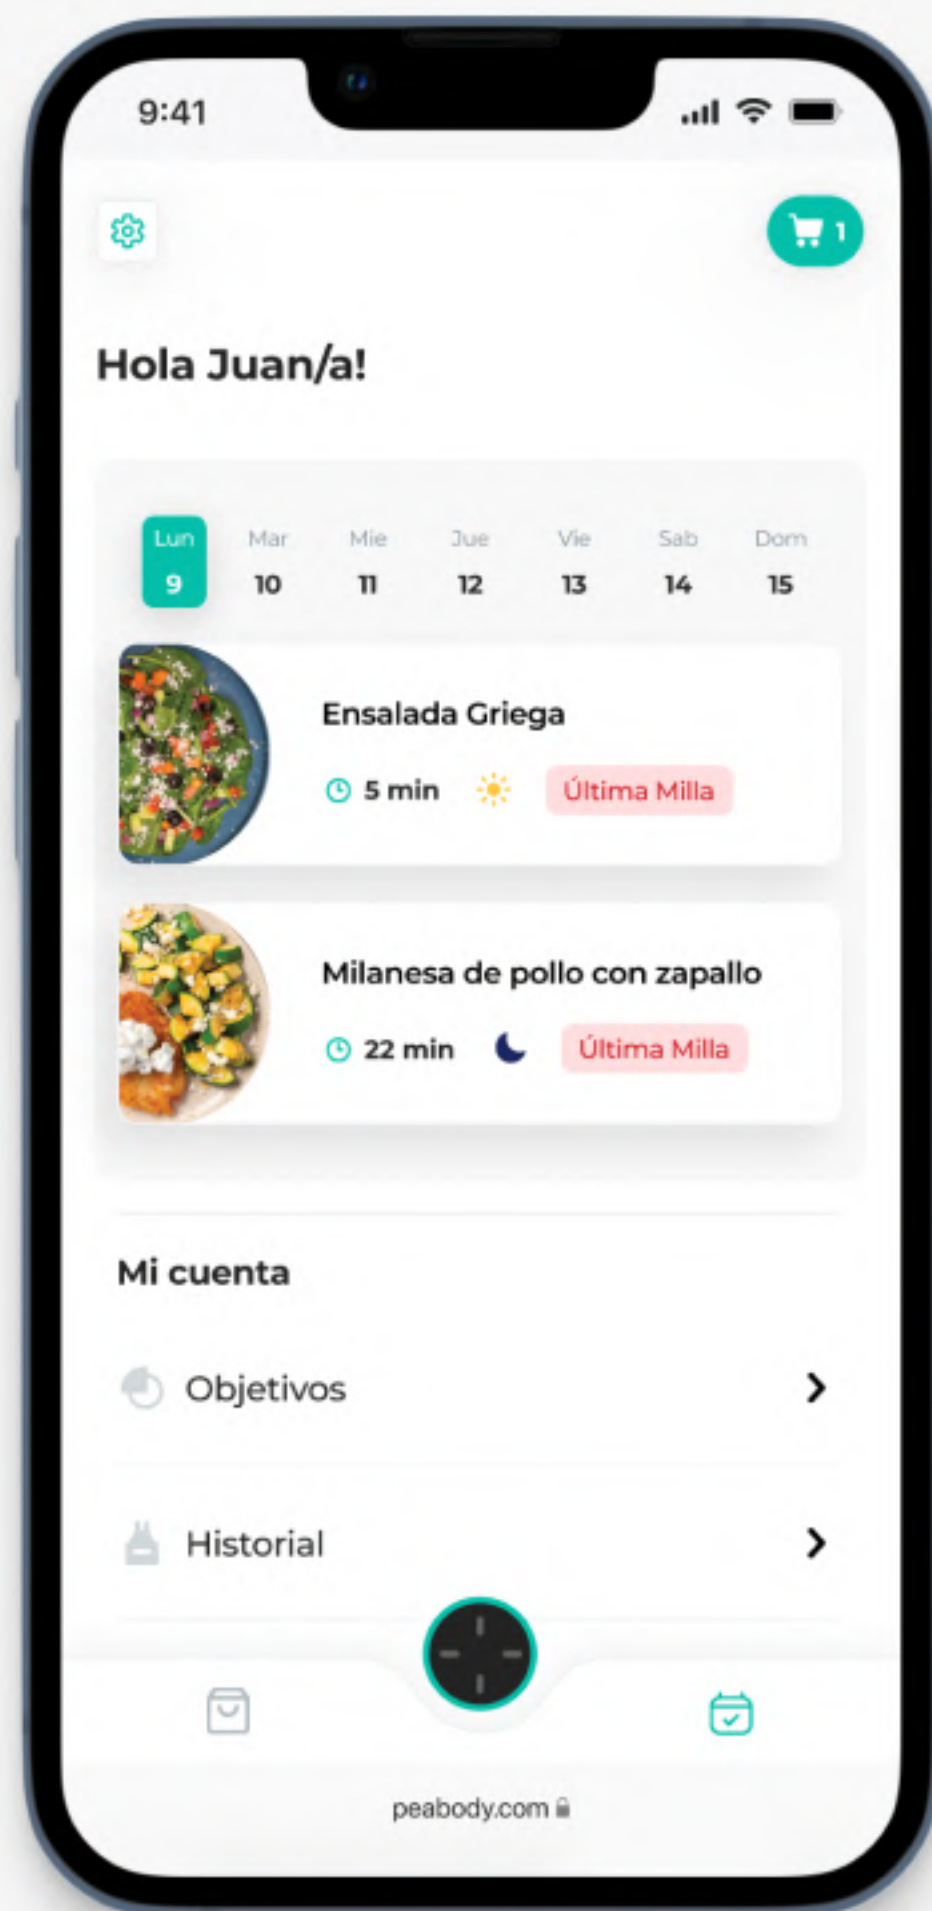 9:41
1
Hola Juan/a!
Lun Mar Mie Jue Vie Sab Dom
9 10 11 12 13 14 15
Ensalada Griega
5 min Última Milla
Milanesa de pollo con zapallo
22 min Última Milla
Mi cuenta
Objetivos
Historial
peabody.com